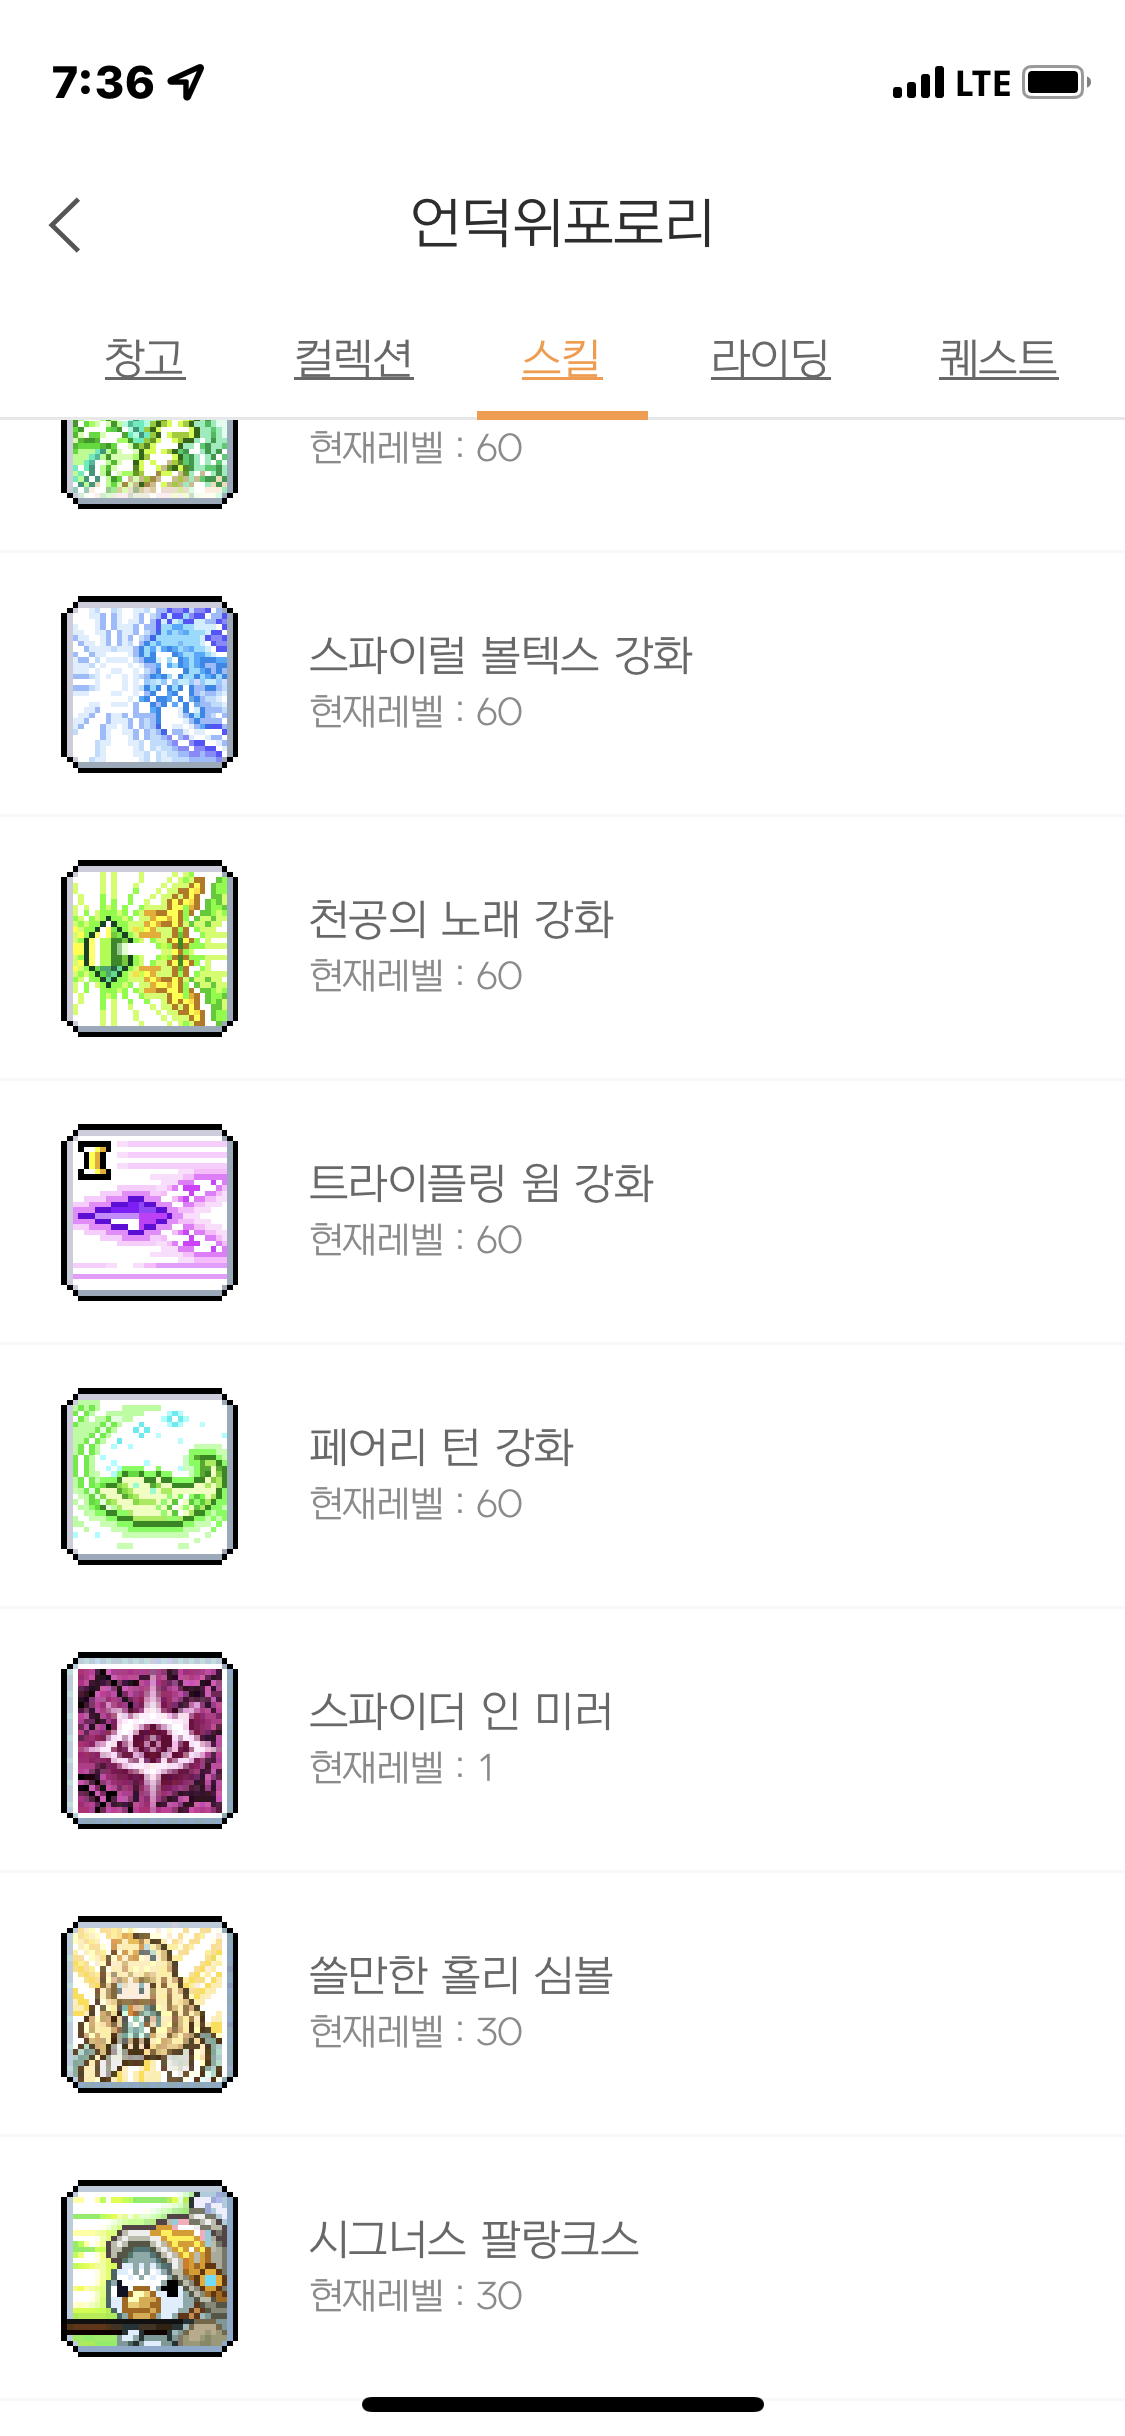 7:36
LTE
언덕위포로리
창고 컬렉션 스킬 라이딩 퀘스트
현재레벨 : 60
스파이럴 볼텍스 강화
현재레벨 : 60
천공의 노래 강화
현재레벨 : 60
트라이플링 윔 강화
현재레벨 : 60
페어리 턴 강화
현재레벨 : 60
스파이더 인 미러
현재레벨 : 1
쓸만한 홀리 심볼
현재레벨 : 30
시그너스 팔랑크스
현재레벨 : 30